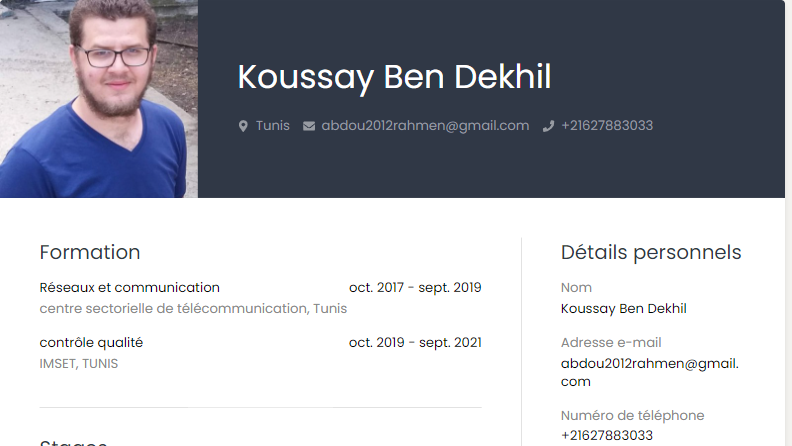 Koussay Ben Dekhil
Tunis abdou2012rahmen@gmail.com +21627883033
Formation
Réseaux et communication oct. 2017 - sept. 2019
centre sectorielle de télécommunication, Tunis
contrôle qualité oct. 2019 - sept. 2021
IMSET, TUNIS
Stages
Détails personnels
Nom
Koussay Ben Dekhil
Adresse e-mail
abdou2012rahmen@gmail.
com
Numéro de téléphone
+21627883033